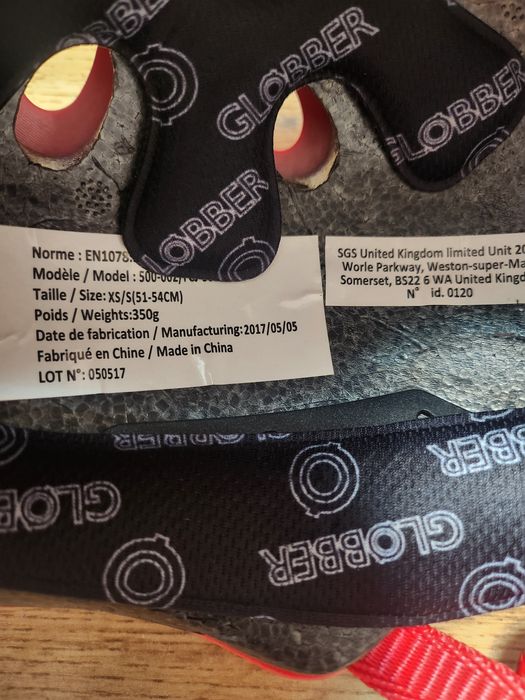 GLOBBER
GLOBBER
GLOBBER
Norme : EN1078
Modèle / Model : 500-002/
Taille / Size: XS/S(51-54CM)
Poids / Weights:350g
Date de fabrication / Manufacturing:2017/05/05
Fabriqué en Chine / Made in China
LOT N°: 050517
SGS United Kingdom limited Unit
Worle Parkway, Weston-super-Ma
Somerset, BS22 6 WA United Kingd
N° id. 0120
GLOBBER
GLOBBER
GLOBBER